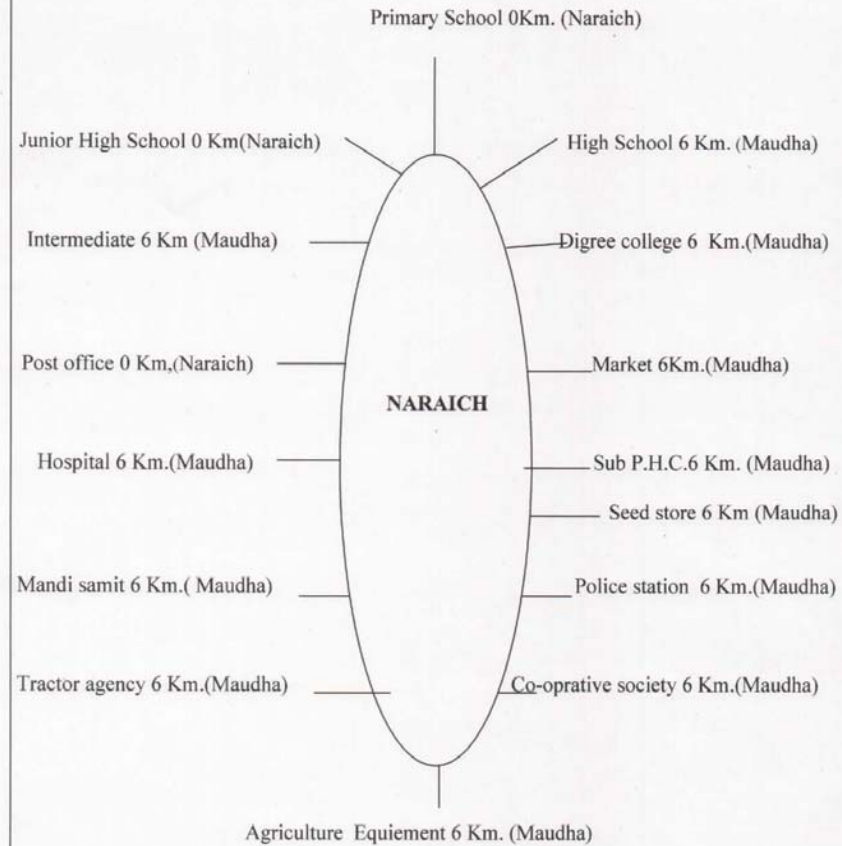 Primary School 0Km. (Naraich)
Junior High School 0 Km(Naraich)
High School 6 Km. (Maudha)
Intermediate 6 Km (Maudha)
Digree college 6 Km.(Maudha)
Post office 0 Km,(Naraich)
Market 6Km.(Maudha)
NARAICH
Hospital 6 Km.(Maudha)
Sub P.H.C.6 Km. (Maudha)
Seed store 6 Km (Maudha)
Mandi samit 6 Km.( Maudha)
Police station 6 Km.(Maudha)
Tractor agency 6 Km.(Maudha)
Co-oprative society 6 Km.(Maudha)
Agriculture Equiement 6 Km. (Maudha)